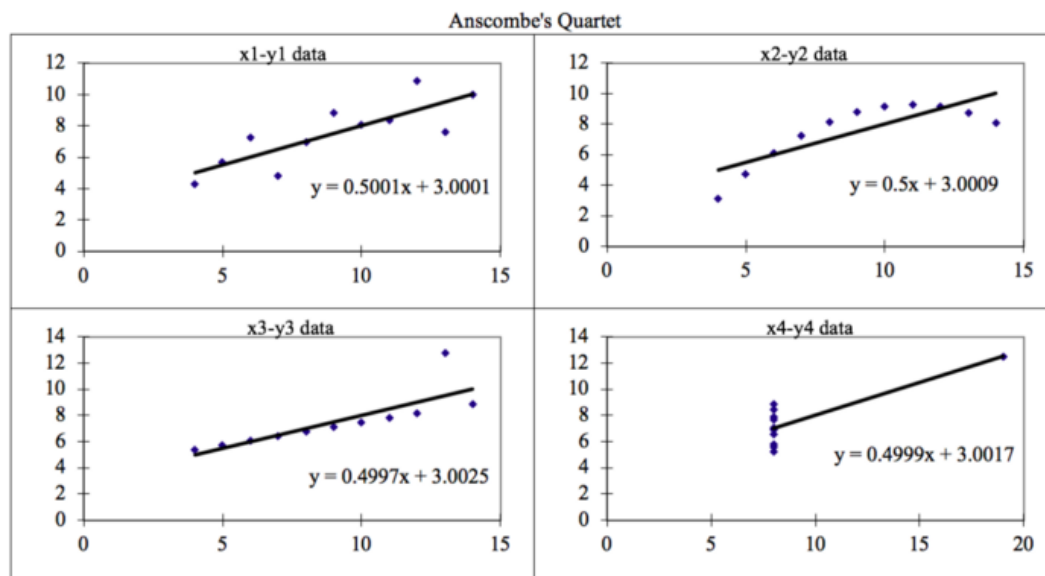 Anscombe's Quartet
x1-y1 data
12
10
8
6
4
2
0
0 5 10 15
y = 0.5001x + 3.0001
x2-y2 data
12
10
8
6
4
2
0
0 5 10 15
y = 0.5x + 3.0009
x3-y3 data
14
12
10
8
6
4
2
0
0 5 10 15
y = 0.4997x + 3.0025
x4-y4 data
14
12
10
8
6
4
2
0
0 5 10 15 20
y = 0.4999x + 3.0017